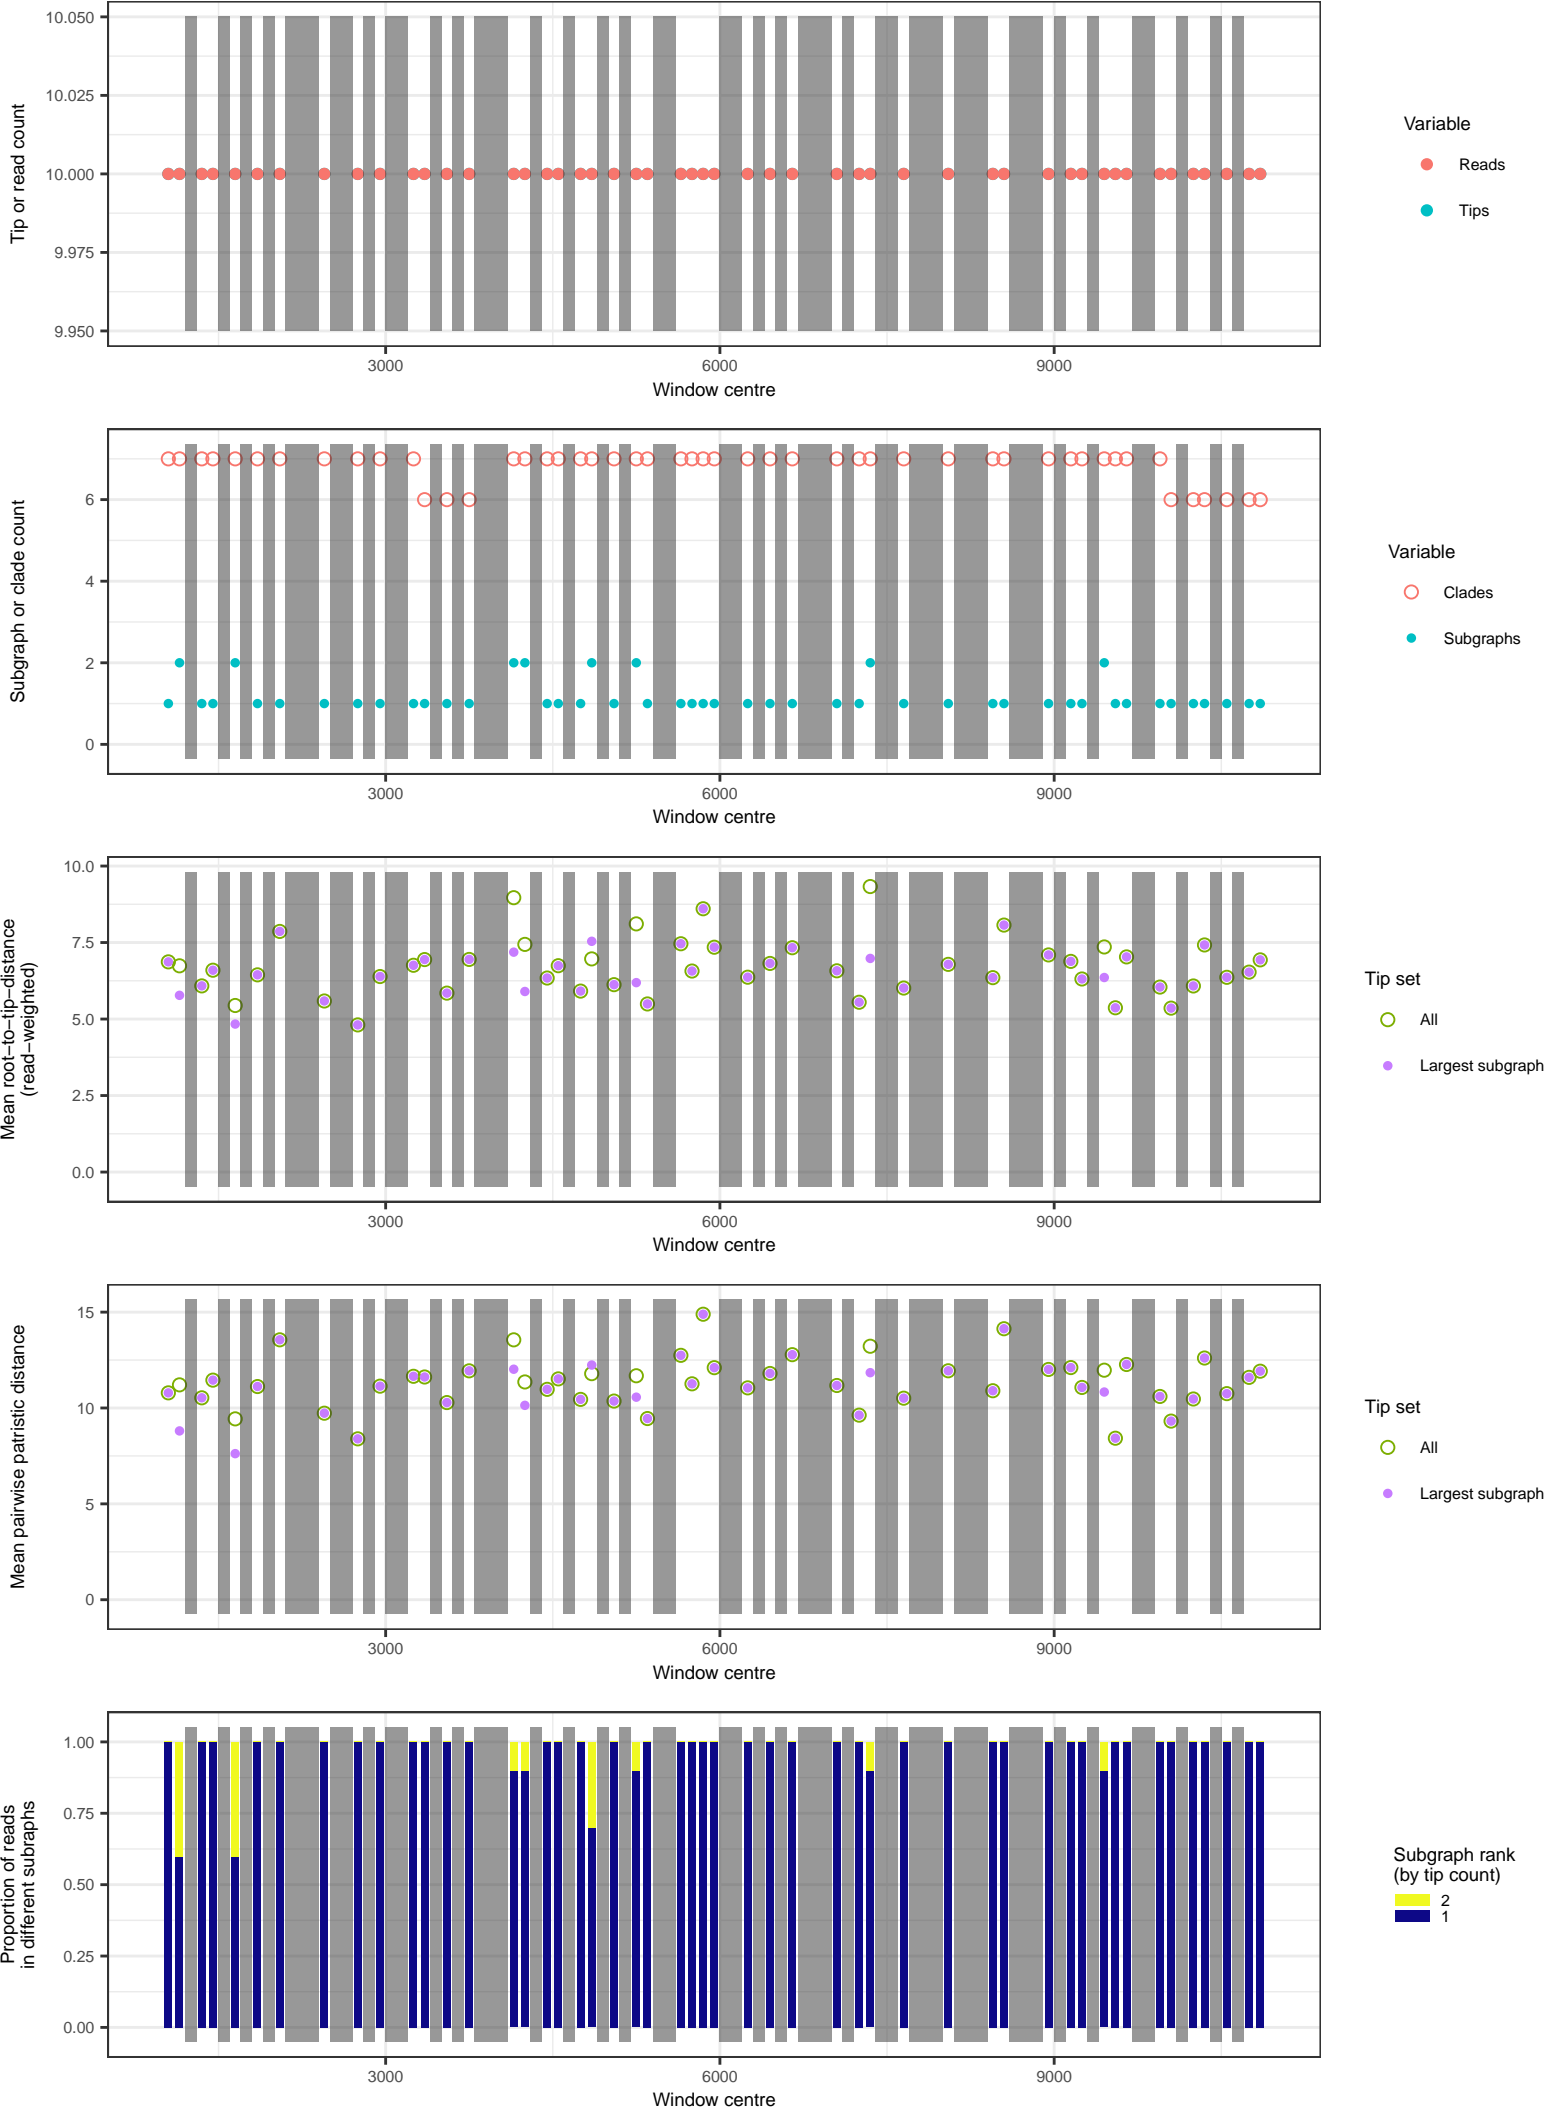 10.050
10.025
10.000
9.975
9.950
Tip or read count
3000
6000
9000
Window centre
Variable
Reads
Tips
6
4
2
0
Subgraph or clade count
3000
6000
9000
Window centre
Variable
Clades
Subgraphs
10.0
7.5
5.0
2.5
0.0
Mean root−to−tip−distance
(read−weighted)
3000
6000
9000
Window centre
Tip set
All
Largest subgraph
15
10
5
0
Mean pairwise patristic distance
3000
6000
9000
Window centre
Tip set
All
Largest subgraph
1.00
0.75
0.50
0.25
0.00
Proportion of reads
in different subraphs
3000
6000
9000
Window centre
Subgraph rank
(by tip count)
2
1